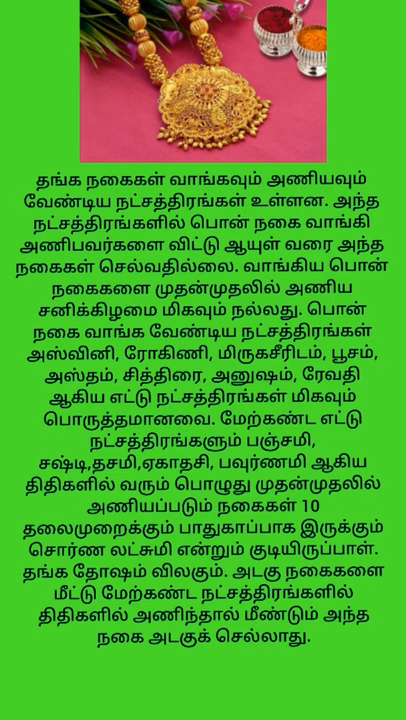 தங்க நகைகள் வாங்கவும் அணியவும்
வேண்டிய நட்சத்திரங்கள் உள்ளன. அந்த
நட்சத்திரங்களில் பொன் நகை வாங்கி
அணிபவர்களை விட்டு ஆயுள் வரை அந்த
நகைகள் செல்வதில்லை. வாங்கிய பொன்
நகைகளை முதன்முதலில் அணிய
சனிக்கிழமை மிகவும் நல்லது. பொன்
நகை வாங்க வேண்டிய நட்சத்திரங்கள்
அஸ்வினி, ரோகிணி, மிருகசீரிடம், பூசம்,
அஸ்தம், சித்திரை, அனுஷம், ரேவதி
ஆகிய எட்டு நட்சத்திரங்கள் மிகவும்
பொருத்தமானவை. மேற்கண்ட எட்டு
நட்சத்திரங்களும் பஞ்சமி,
சஷ்டி,தசமி,ஏகாதசி, பவுர்ணமி ஆகிய
திதிகளில் வரும் பொழுது முதன்முதலில்
அணியப்படும் நகைகள் 10
தலைமுறைக்கும் பாதுகாப்பாக இருக்கும்
சொர்ண லட்சுமி என்றும் குடியிருப்பாள்.
தங்க தோஷம் விலகும். அடகு நகைகளை
மீட்டு மேற்கண்ட நட்சத்திரங்களில்
திதிகளில் அணிந்தால் மீண்டும் அந்த
நகை அடகுக் செல்லாது.